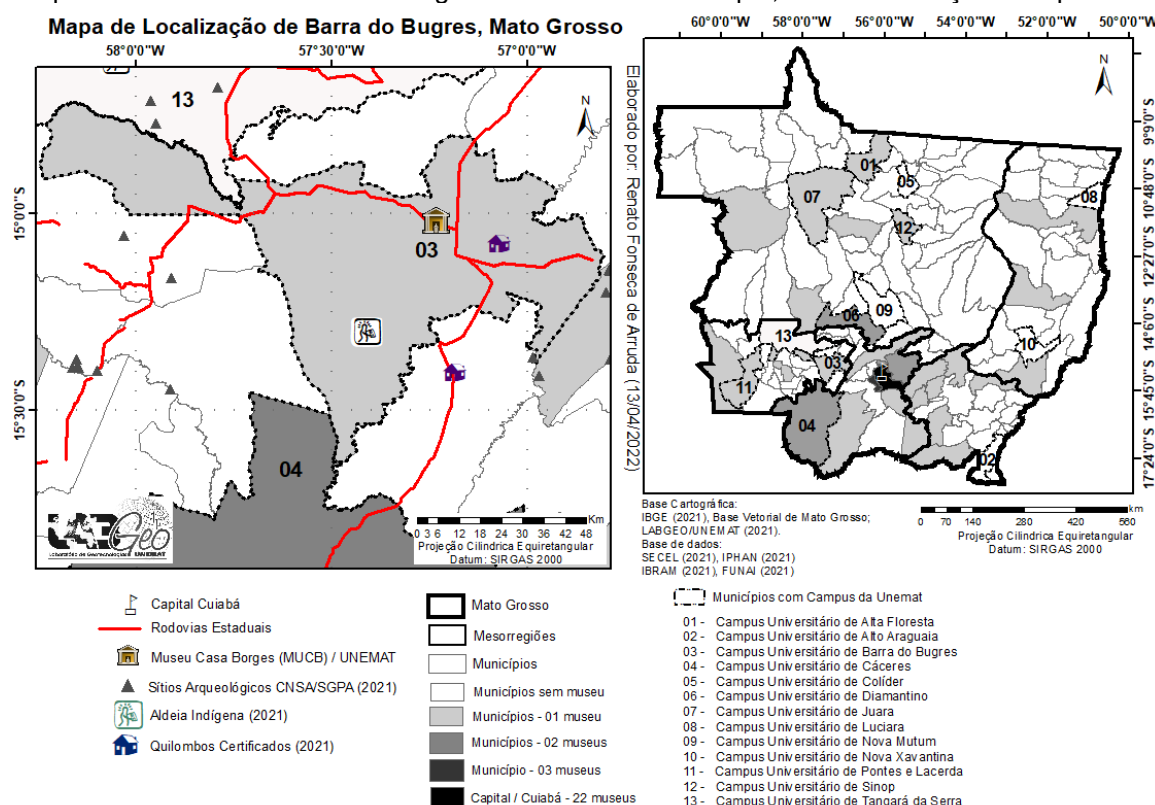 Mapa de Localização de Barra do Bugres, Mato Grosso
58°0'0"W 57°30'0"W 57°0'0"W
15°0'0"S
15°30'0"S
13
03
04
N
LABGeo
Laboratório de Geotecnologias UNEMAT
Km
0 3 6 12 18 24 30 36 42 48
Projeção Cilindrica Equiretangular
Datum: SIRGAS 2000
Elaborado por: Renato Fonseca de Arruda (13/04/2022)
60°0'0"W 58°0'0"W 56°0'0"W 54°0'0"W 52°0'0"W 50°0'0"W
9°9'0"S
10°48'0"S
12°27'0"S
14°6'0"S
15°45'0"S
17°24'0"S
N
01
05
07
08
12
09
06
13
10
03
11
04
02
Base Cartográfica:
IBGE (2021), Base Vetorial de Mato Grosso;
LABGEO/UNEMAT (2021).
Base de dados:
SECEL (2021), IPHAN (2021)
IBRAM (2021), FUNAI (2021)
km
0 70 140 280 420 560
Projeção Cilindrica Equiretangular
Datum: SIRGAS 2000
Capital Cuiabá
Rodovias Estaduais
Museu Casa Borges (MUCB) / UNEMAT
Sítios Arqueológicos CNSA/SGPA (2021)
Aldeia Indígena (2021)
Quilombos Certificados (2021)
Mato Grosso
Mesorregiões
Municípios
Municípios sem museu
Municípios - 01 museu
Municípios - 02 museus
Município - 03 museus
Capital / Cuiabá - 22 museus
Municípios com Campus da Unemat
01 - Campus Universitário de Alta Floresta
02 - Campus Universitário de Alto Araguaia
03 - Campus Universitário de Barra do Bugres
04 - Campus Universitário de Cáceres
05 - Campus Universitário de Colíder
06 - Campus Universitário de Diamantino
07 - Campus Universitário de Juara
08 - Campus Universitário de Luciara
09 - Campus Universitário de Nova Mutum
10 - Campus Universitário de Nova Xavantina
11 - Campus Universitário de Pontes e Lacerda
12 - Campus Universitário de Sinop
13 - Campus Universitário de Tangará da Serra